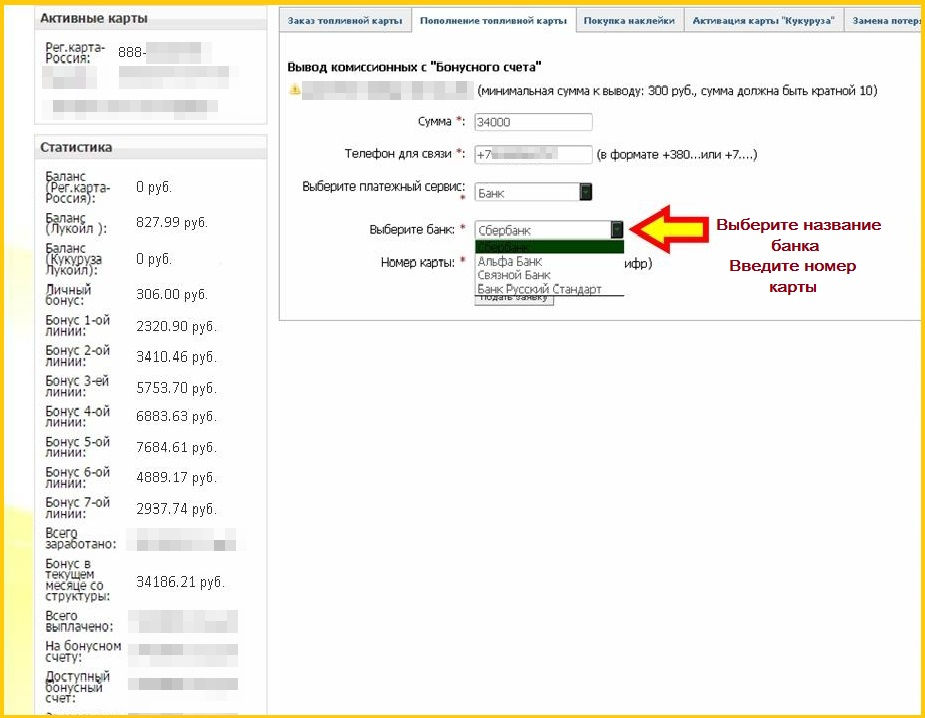 Активные карты
Рег.карта-
Россия:
888-
Статистика
Баланс
(Рег.карта-
Россия):
0 руб.
Баланс
(Лукойл ):
827.99 руб.
Баланс
(Кукуруза
Лукойл):
0 руб.
Личный
бонус:
306.00 руб.
Бонус 1-ой
линии:
2320.90 руб.
Бонус 2-ой
линии:
3410.46 руб.
Бонус 3-ей
линии:
5753.70 руб.
Бонус 4-ой
линии:
6883.63 руб.
Бонус 5-ой
линии:
7684.61 руб.
Бонус 6-ой
линии:
4889.17 руб.
Бонус 7-ой
линии:
2937.74 руб.
Всего
заработано:
Бонус в
текущем
месяце со
структуры:
34186.21 руб.
Всего
выплачено:
На бонусном
счету:
Доступный
бонусный
счет:
Заказ топливной карты
Пополнение топливной карты
Покупка наклейки
Активация карты "Кукуруза"
Замена потер
Вывод комиссионных с "Бонусного счета"
(минимальная сумма к выводу: 300 руб., сумма должна быть кратной 10)
Сумма *: 34000
Телефон для связи *: +7 (в формате +380...или +7....)
Выберите платежный сервис: *
Банк
Выберите банк: * Сбербанк
Сбербанк
Альфа Банк
Связной Банк
Банк Русский Стандарт
Номер карты: * ифр)
Подать заявку
Выберите название
банка
Введите номер
карты